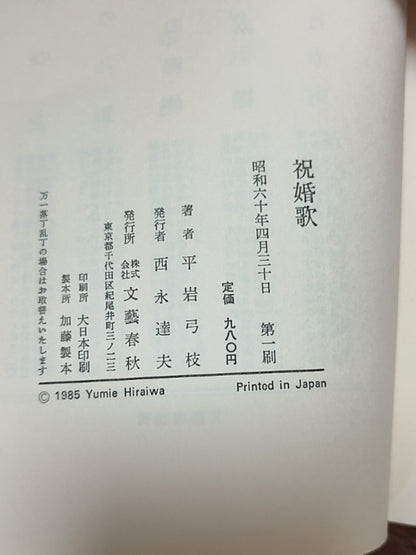 祝婚歌
昭和六十年四月三十日　第一刷
定価　九八〇円
著者　平岩弓枝
発行者　西永達夫
発行所　株式会社　文藝春秋
東京都千代田区紀尾井町三ノ二三
印刷所　大日本印刷
製本所　加藤製本
万一落丁乱丁の場合はお取替えいたします
© 1985 Yumie Hiraiwa　Printed in Japan